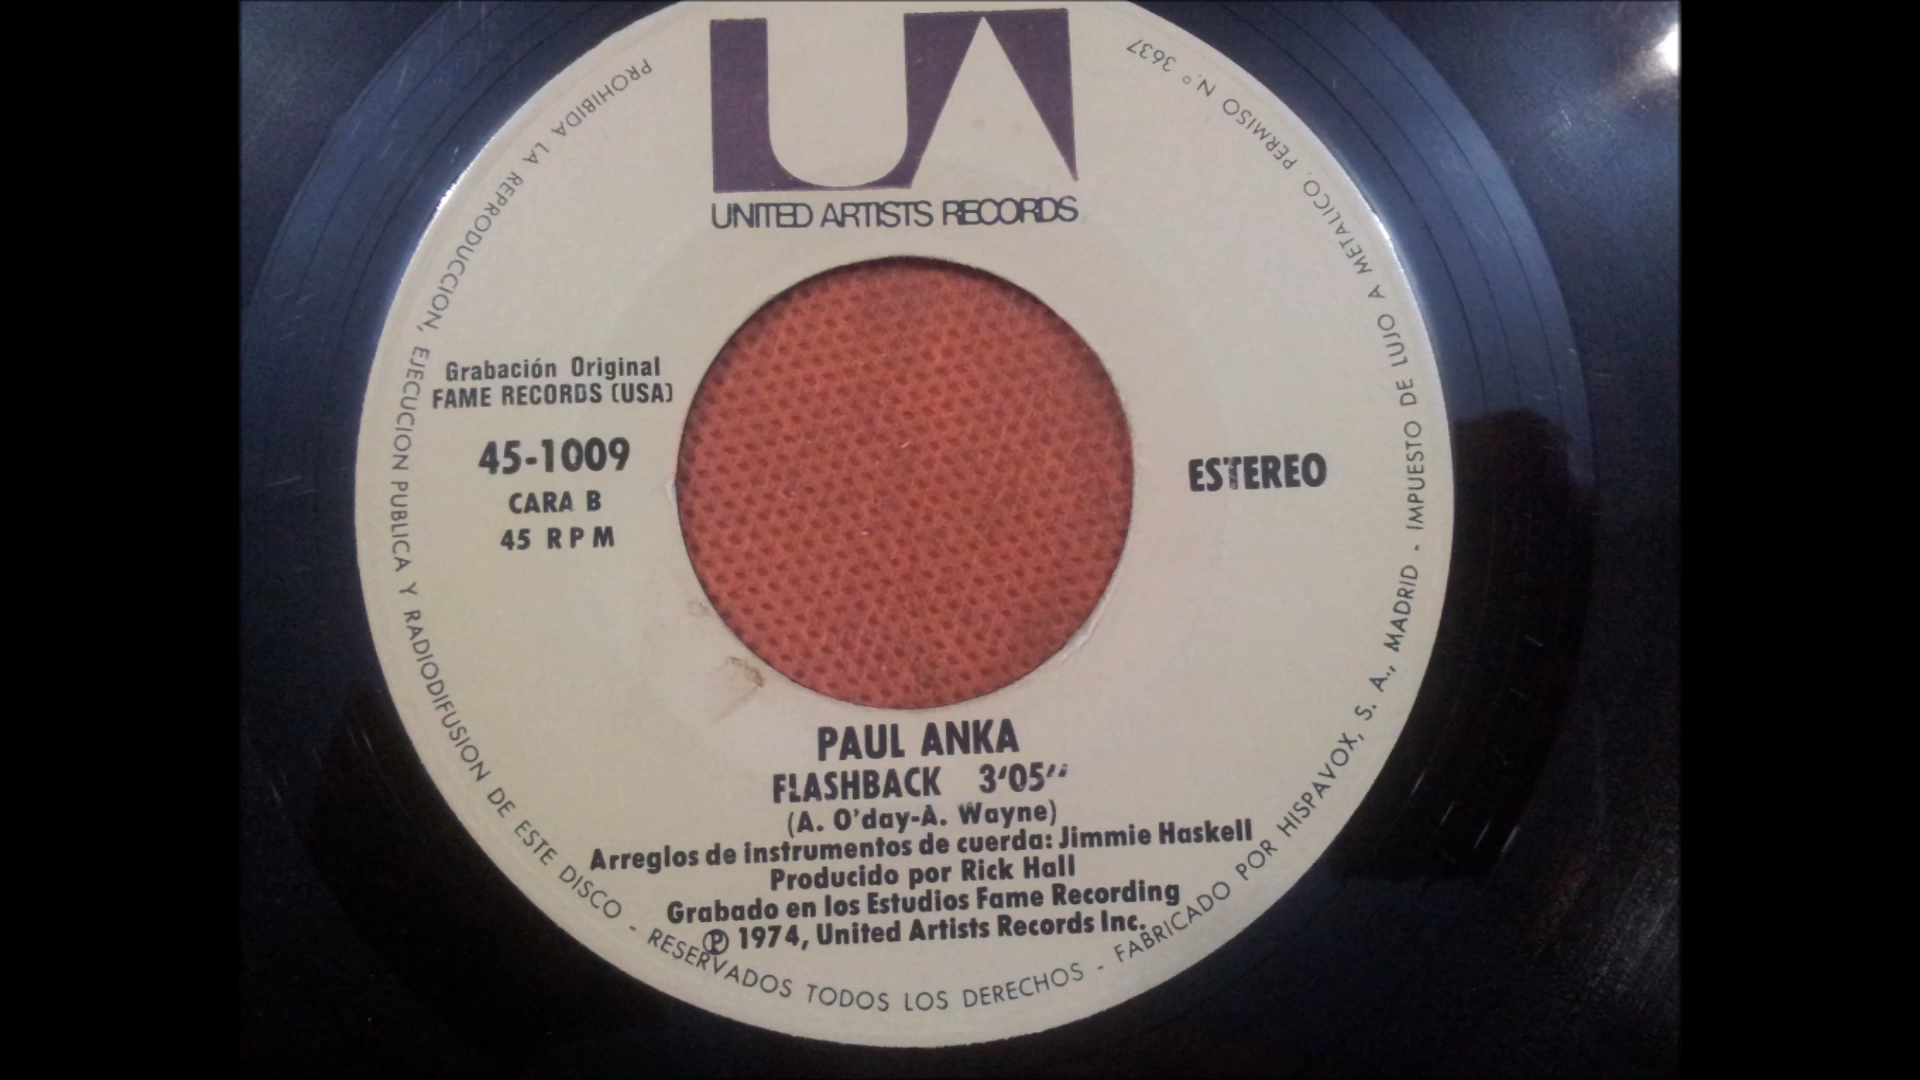 UA
UNITED ARTISTS RECORDS
Grabación Original
FAME RECORDS (USA)
45-1009
CARA B
45 RPM
ESTEREO
PAUL ANKA
FLASHBACK 3'05"
(A. O'day-A. Wayne)
Arreglos de instrumentos de cuerda: Jimmie Haskell
Producido por Rick Hall
Grabado en los Estudios Fame Recording
Ⓟ 1974, United Artists Records Inc.
PROHIBIDA LA REPRODUCCION, EJECUCION PUBLICA Y RADIODIFUSION DE ESTE DISCO - RESERVADOS TODOS LOS DERECHOS - FABRICADO POR HISPAVOX, S. A., MADRID - IMPUESTO DE LUJO A METALICO, PERMISO N.° 3637